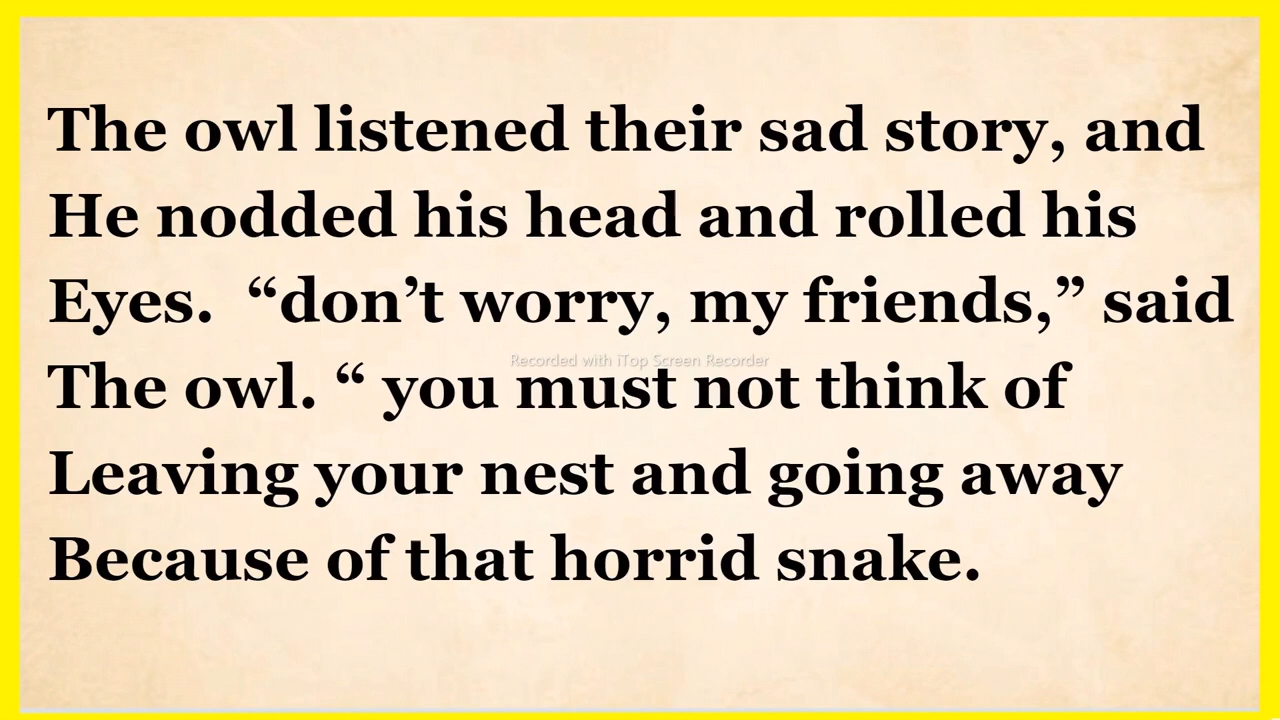 The owl listened their sad story, and
He nodded his head and rolled his
Eyes.  “don’t worry, my friends,” said
Recorded with iTop Screen Recorder
The owl. “ you must not think of
Leaving your nest and going away
Because of that horrid snake.